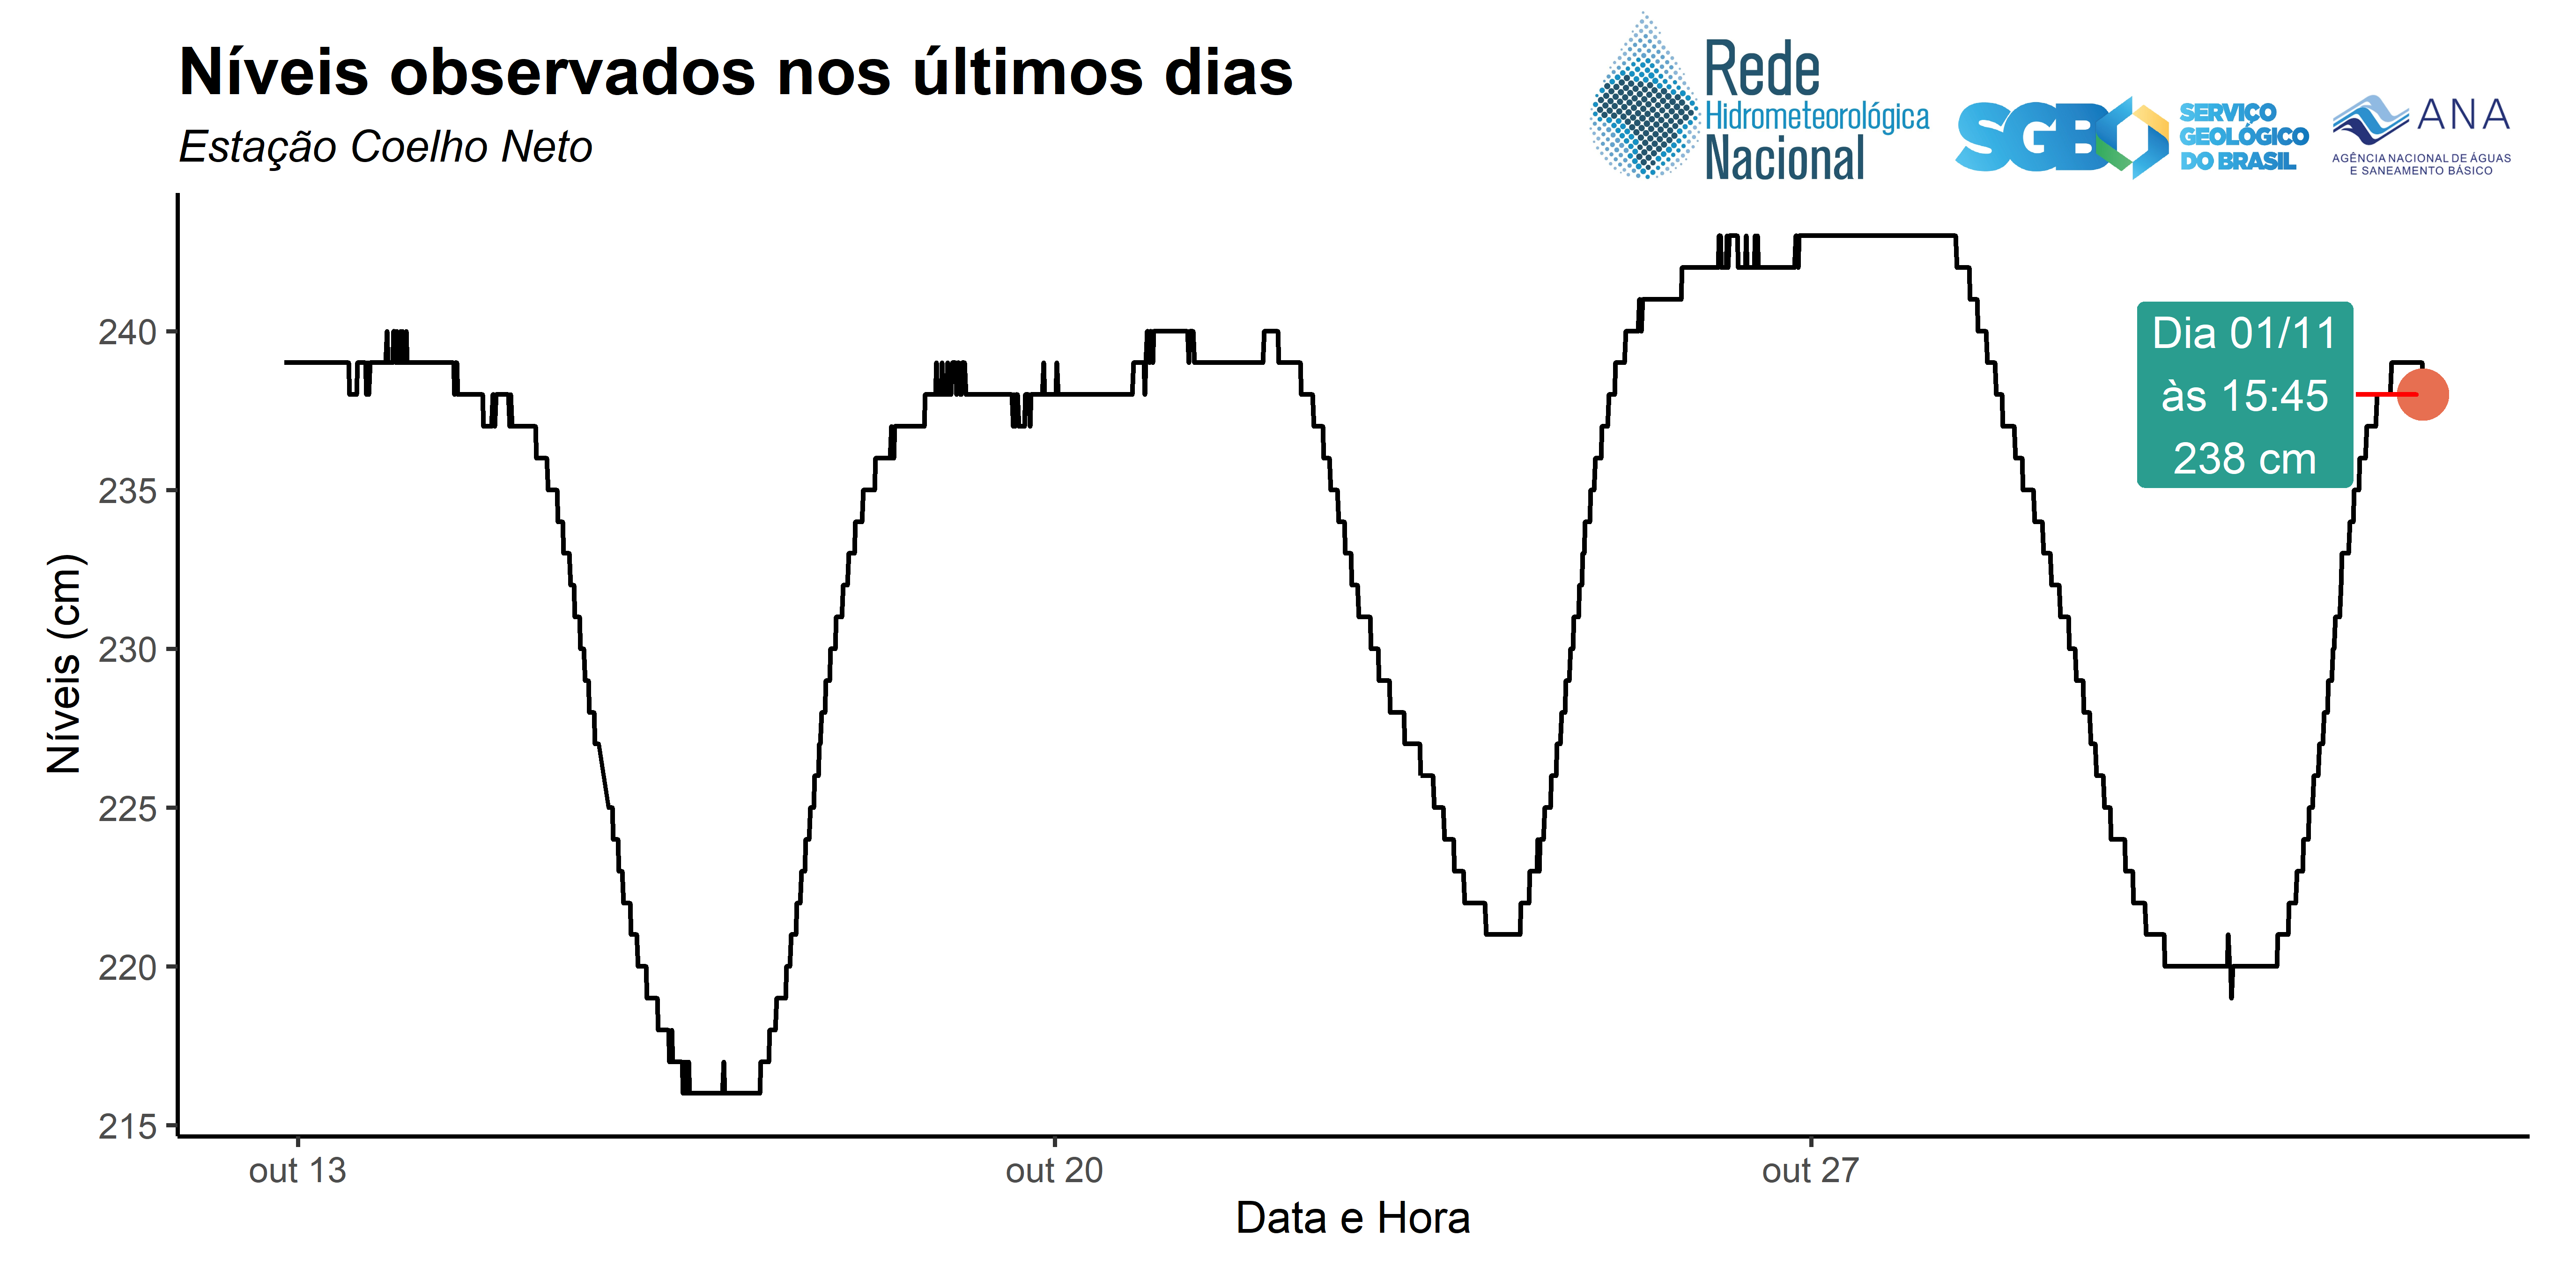 Níveis observados nos últimos dias
Estação Coelho Neto
Rede
Hidrometeorológica
Nacional
SGB
SERVIÇO
GEOLÓGICO
DO BRASIL
ANA
AGÊNCIA NACIONAL DE ÁGUAS
E SANEAMENTO BÁSICO
Níveis (cm)
240
235
230
225
220
215
Dia 01/11
às 15:45
238 cm
out 13
out 20
out 27
Data e Hora